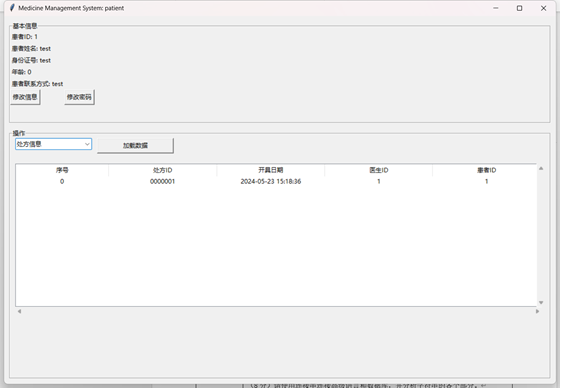 Medicine Management System: patient
基本信息
患者ID: 1
患者姓名: test
身份证号: test
年龄: 0
患者联系方式: test
修改信息 修改密码
操作
处方信息 加载数据
序号 处方ID 开具日期 医生ID 患者ID
0 0000001 2024-05-23 15:18:36 1 1